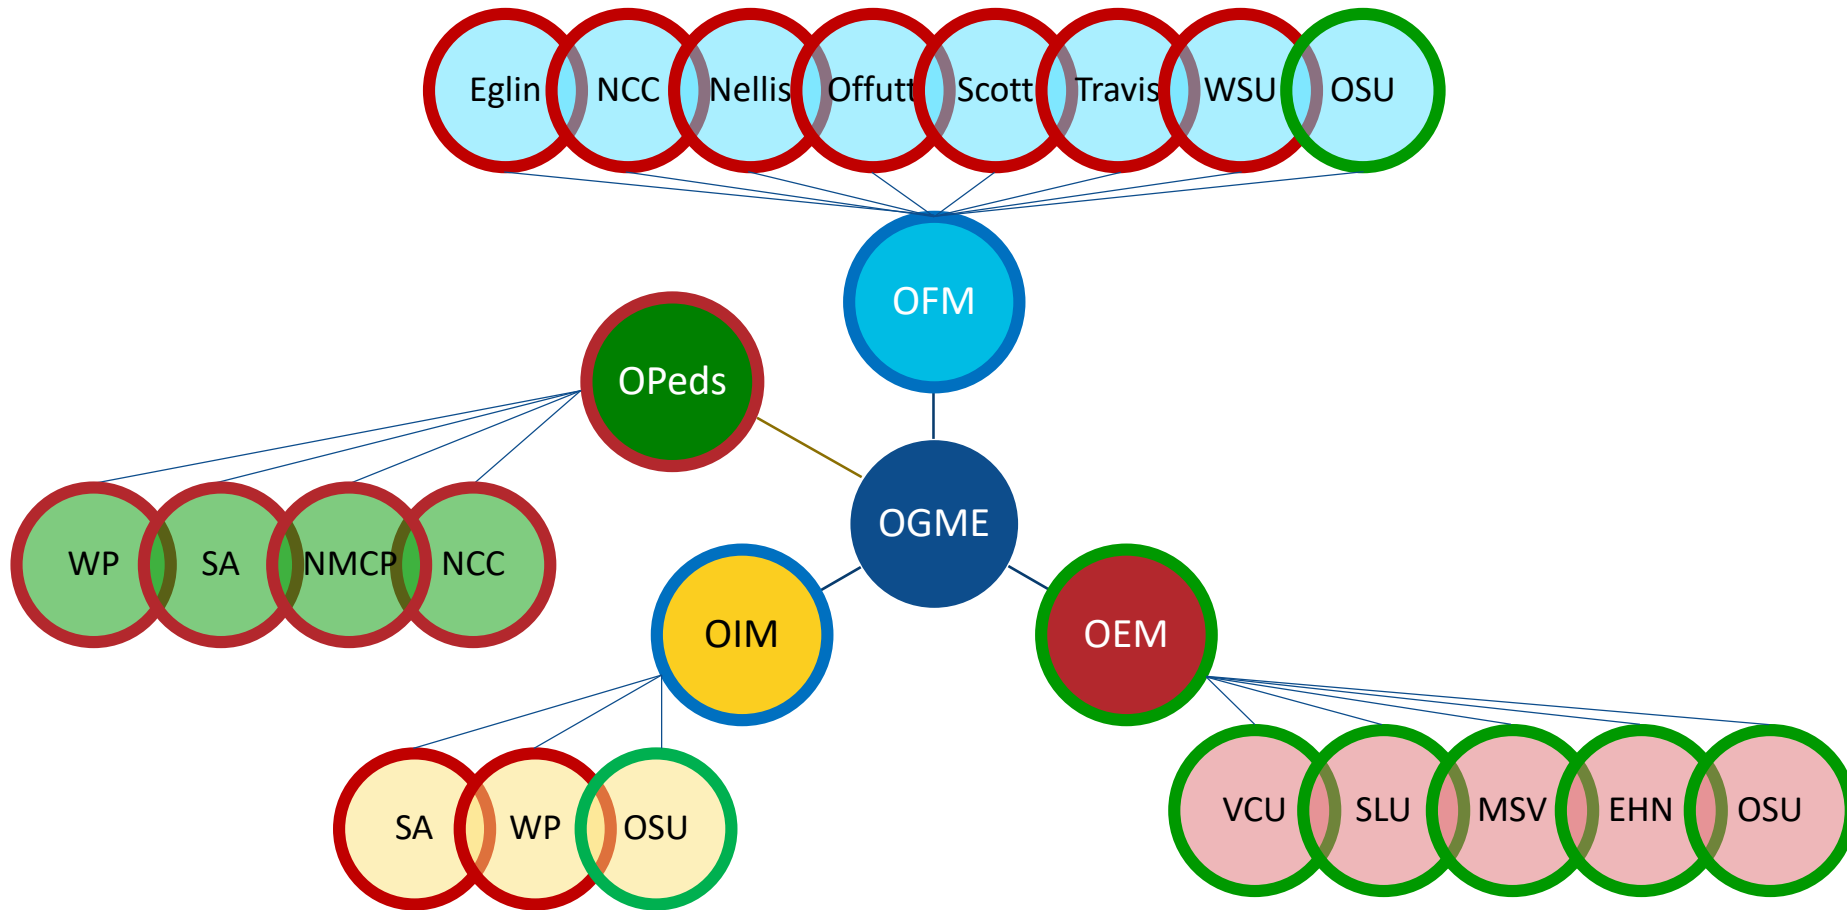 Eglin
NCC
Nellis
Offutt
Scott
Travis
WSU
OSU
OFM
OPeds
OGME
WP
SA
NMCP
NCC
OIM
OEM
SA
WP
OSU
VCU
SLU
MSV
EHN
OSU